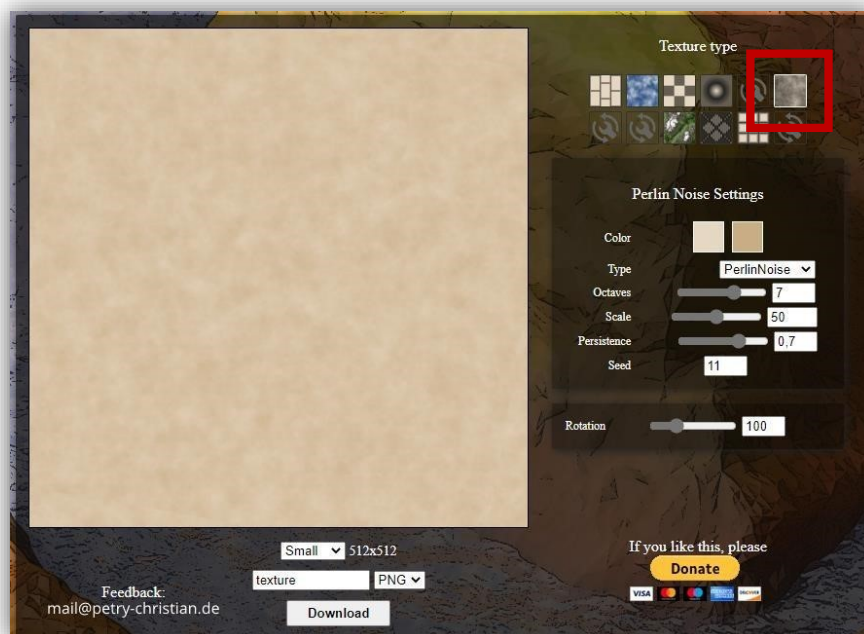 Texture type
Perlin Noise Settings
Color
Type PerlinNoise
Octaves 7
Scale 50
Persistence 0,7
Seed 11
Rotation 100
Small 512x512
texture PNG
Download
Feedback:
mail@petry-christian.de
If you like this, please
Donate
VISA